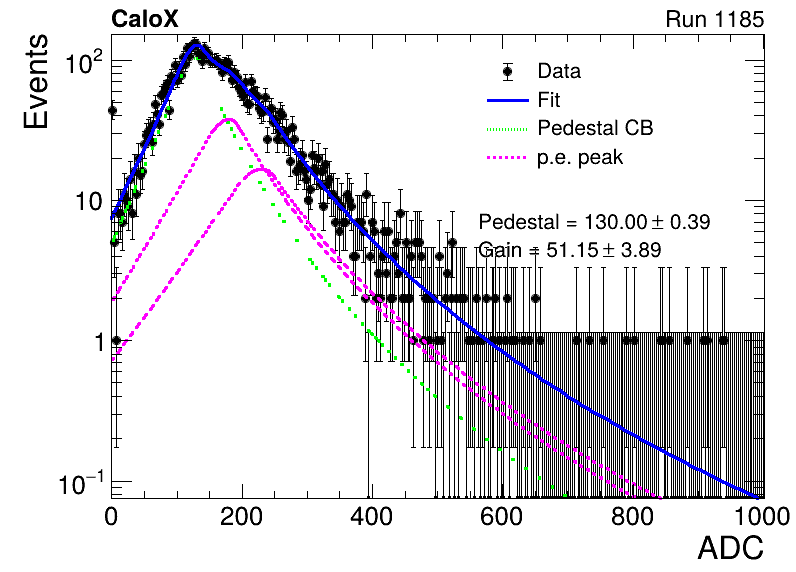 CaloX Run 1185
Events
Data
Fit
Pedestal CB
p.e. peak
Pedestal = 130.00 ± 0.39
Gain = 51.15 ± 3.89
10²
10
1
10⁻¹
0 200 400 600 800 1000
ADC